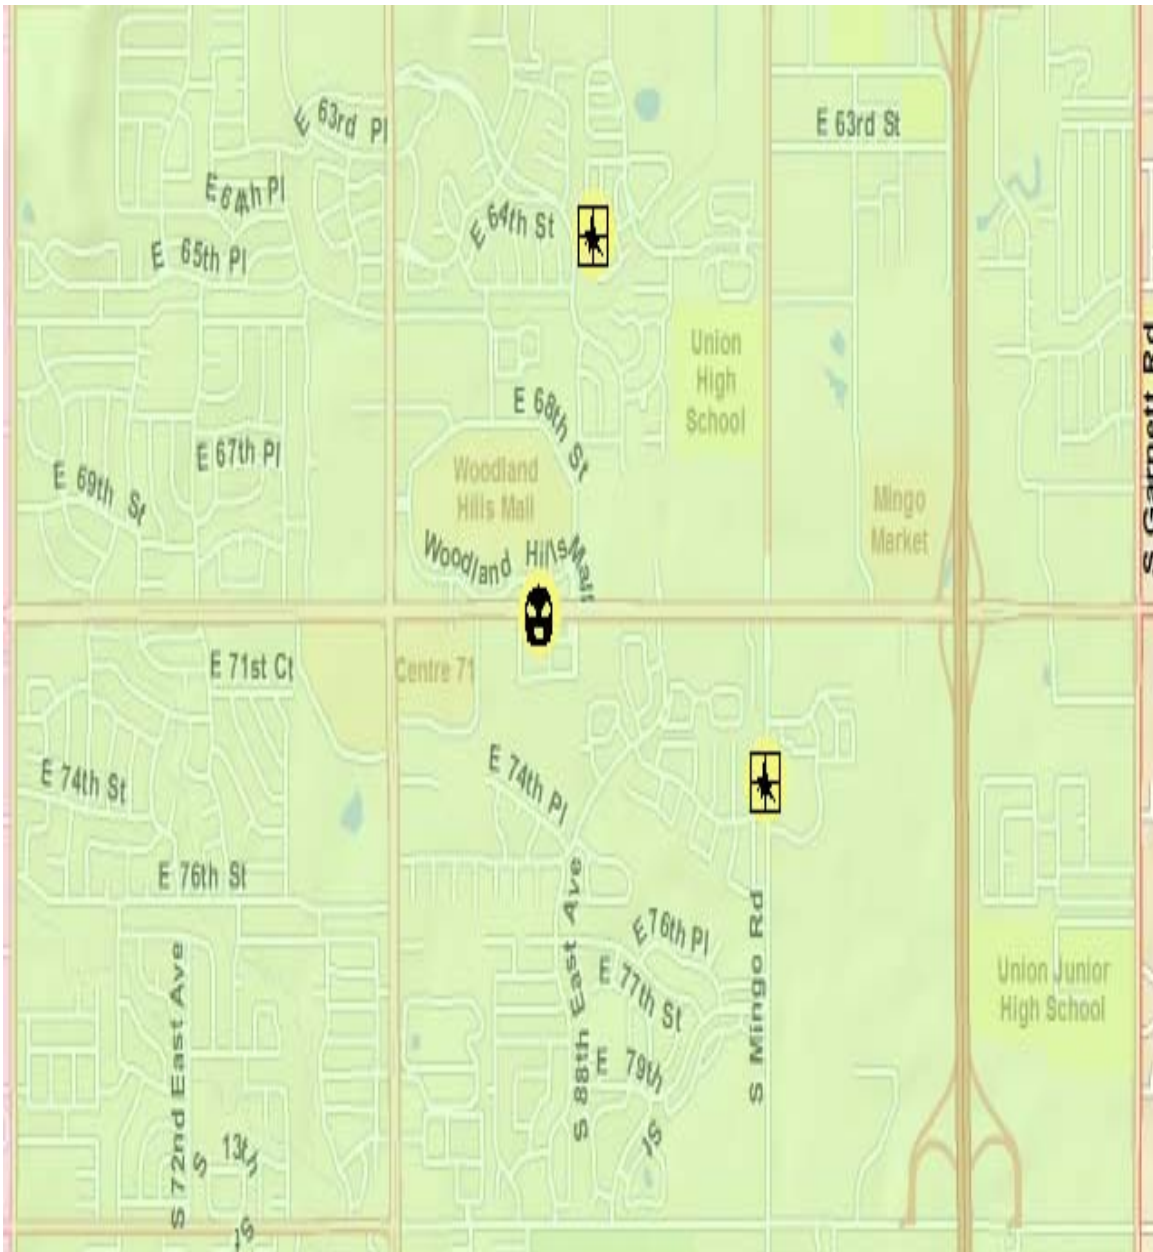 E 63rd Pl
E 63rd St
E 64th Pl
E 64th St
E 65th Pl
Union
High
School
S Garnett Rd
E 68th St
E 67th Pl
E 69th St
Woodland
Hills Mall
Mingo
Market
Woodland Hills Mall
E 71st Ct
Centre 71
E 74th St
E 74th Pl
E 76th St
S 88th East Ave
S Mingo Rd
E 76th Pl
E 77th St
S 72nd East Ave
Union Junior
High School
E 79th St
S 13th